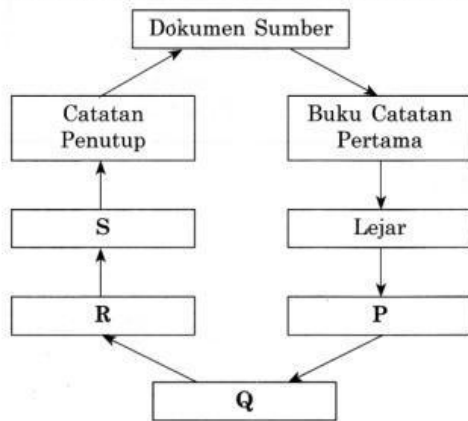 Dokumen Sumber
Buku Catatan
Pertama
Lejar
P
Q
R
S
Catatan
Penutup